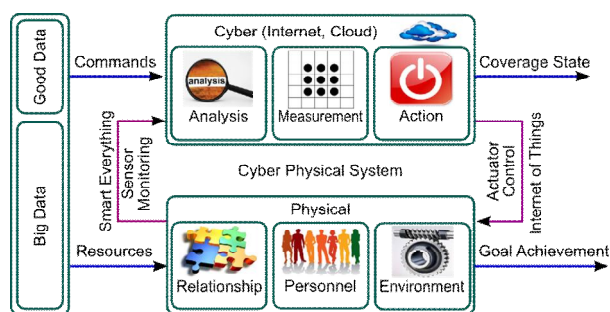 Good Data
Big Data
Commands
Resources
Cyber (Internet, Cloud)
analysis
Analysis
Measurement
Action
Coverage State
Smart Everything
Sensor
Monitoring
Cyber Physical System
Actuator
Control
Internet of Things
Physical
Relationship
Personnel
Environment
Goal Achievement